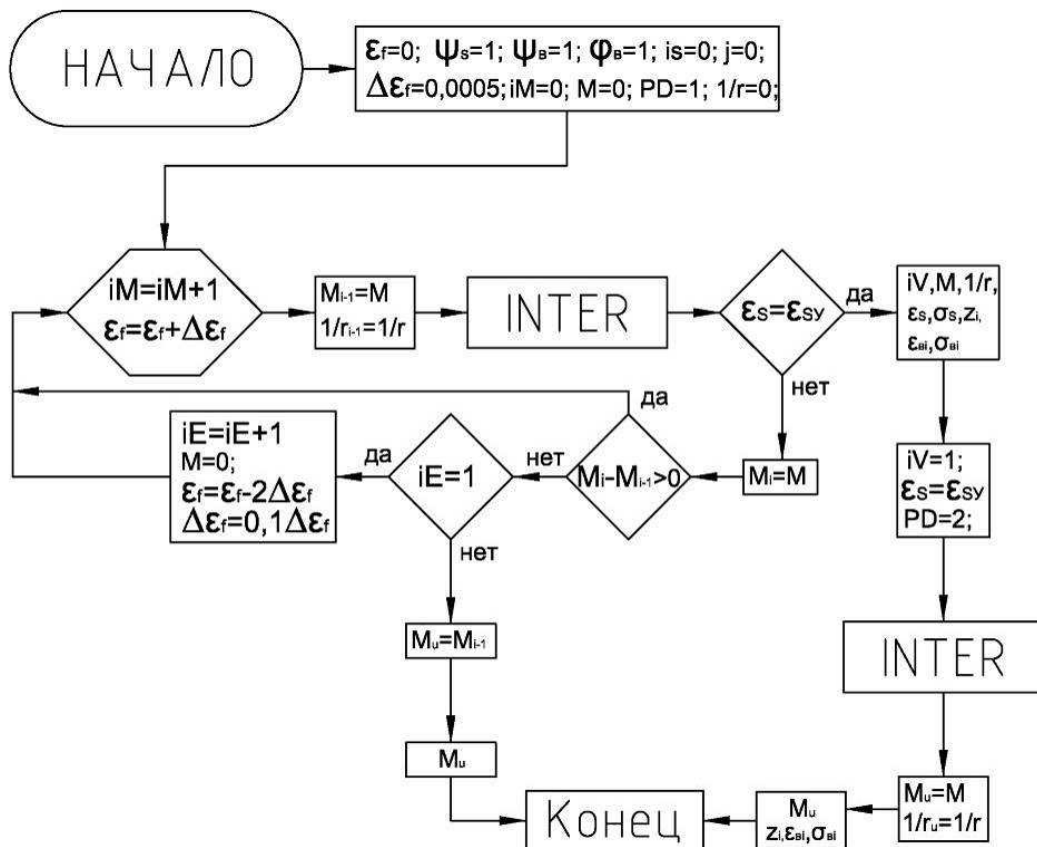 НАЧАЛО
εf=0; ψs=1; ψв=1; φв=1; is=0; j=0;
Δεf=0,0005; iM=0; M=0; PD=1; 1/r=0;
iM=iM+1
εf=εf+Δεf
Mi-1=M
1/ri-1=1/r
INTER
εS=εSY
да
нет
iV,M,1/r,
εs,σs,zi,
εвi,σвi
iE=iE+1
M=0;
εf=εf-2Δεf
Δεf=0,1Δεf
да
iE=1
нет
нет
Mi-Mi-1>0
да
Mi=M
iV=1;
εS=εSY
PD=2;
Mu=Mi-1
INTER
Mu
Конец
Mu
zi,εвi,σвi
Mu=M
1/ru=1/r